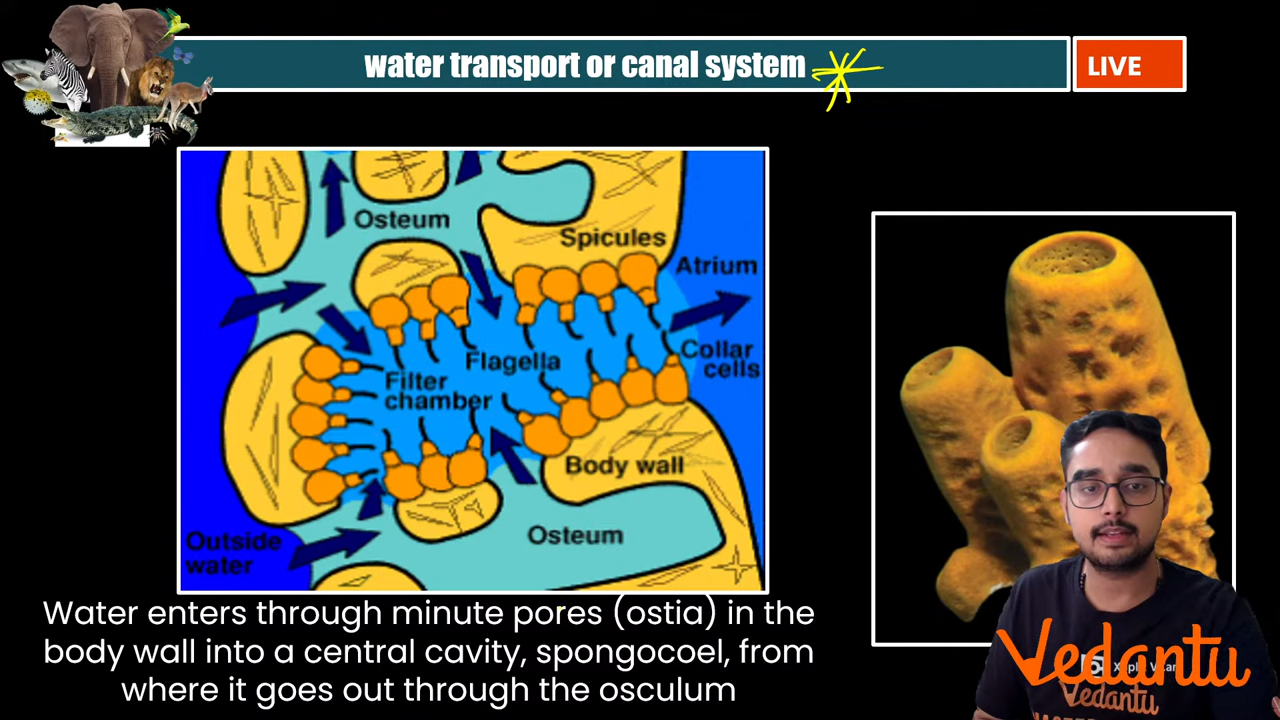 water transport or canal system
LIVE
Osteum
Spicules
Atrium
Flagella
Collar
cells
Filter
chamber
Body wall
Outside
water
Osteum
Water enters through minute pores (ostia) in the
body wall into a central cavity, spongocoel, from
where it goes out through the osculum
Vedantu
Vedantu